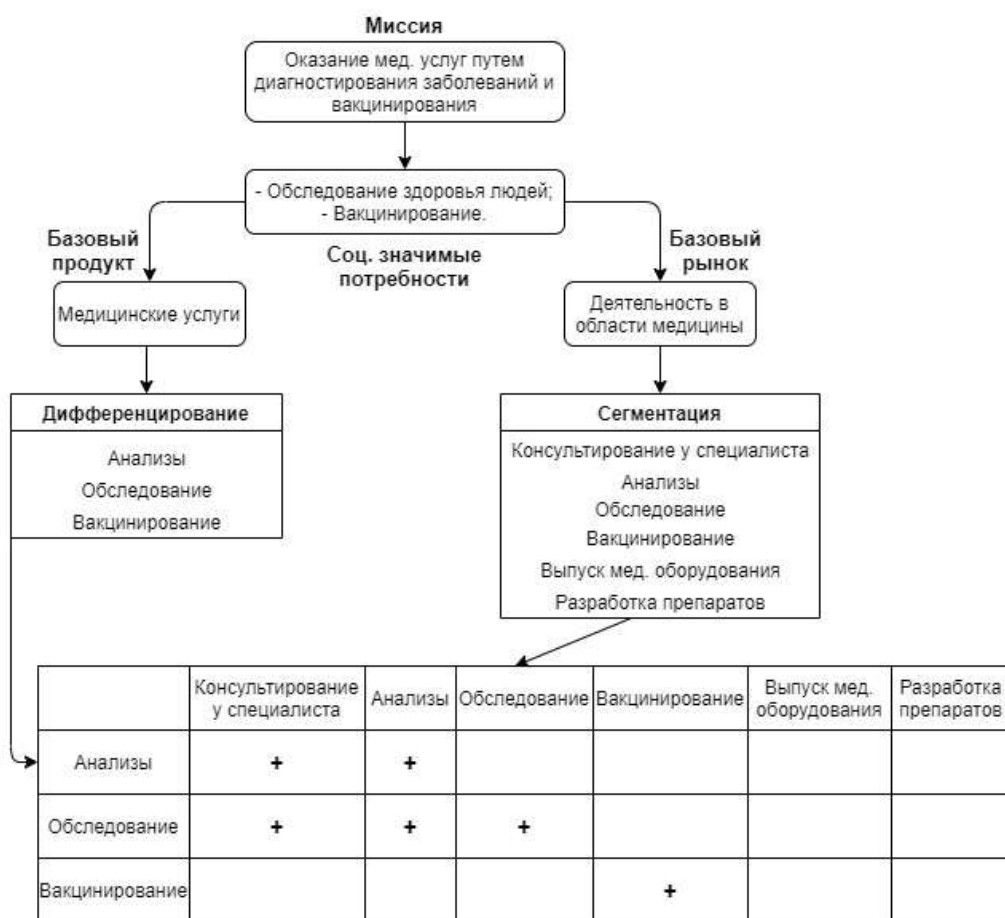 Миссия
Оказание мед. услуг путем
диагностирования заболеваний и
вакцинирования
- Обследование здоровья людей;
- Вакцинирование.
Базовый
продукт
Соц. значимые
потребности
Базовый
рынок
Медицинские услуги
Деятельность в
области медицины
Дифференцирование
Анализы
Обследование
Вакцинирование
Сегментация
Консультирование у специалиста
Анализы
Обследование
Вакцинирование
Выпуск мед. оборудования
Разработка препаратов
Консультирование
у специалиста
Анализы
Обследование
Вакцинирование
Выпуск мед.
оборудования
Разработка
препаратов
Анализы + +
Обследование + + +
Вакцинирование +